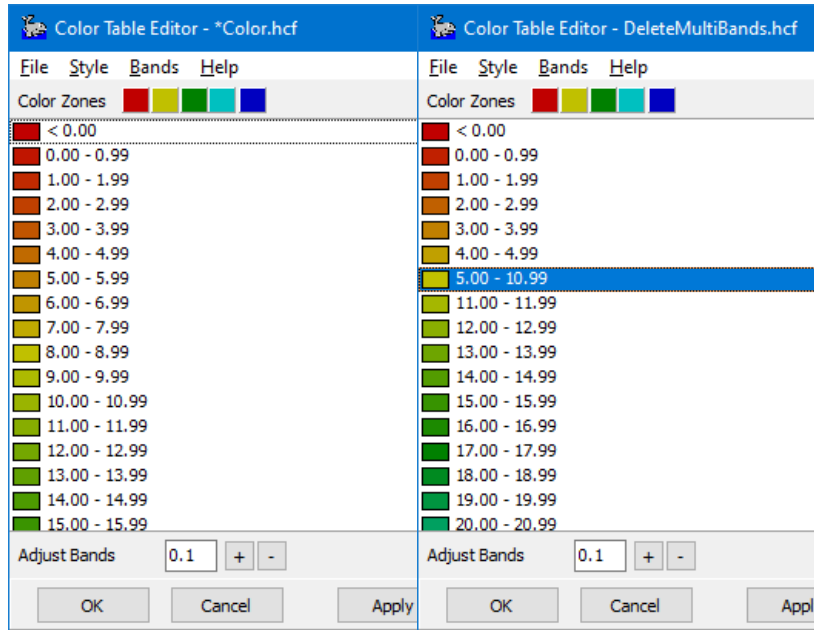 Color Table Editor - *Color.hcf
File Style Bands Help
Color Zones
< 0.00
0.00 - 0.99
1.00 - 1.99
2.00 - 2.99
3.00 - 3.99
4.00 - 4.99
5.00 - 5.99
6.00 - 6.99
7.00 - 7.99
8.00 - 8.99
9.00 - 9.99
10.00 - 10.99
11.00 - 11.99
12.00 - 12.99
13.00 - 13.99
14.00 - 14.99
15.00 - 15.99
Adjust Bands 0.1 + -
OK Cancel Apply
Color Table Editor - DeleteMultiBands.hcf
File Style Bands Help
Color Zones
< 0.00
0.00 - 0.99
1.00 - 1.99
2.00 - 2.99
3.00 - 3.99
4.00 - 4.99
5.00 - 10.99
11.00 - 11.99
12.00 - 12.99
13.00 - 13.99
14.00 - 14.99
15.00 - 15.99
16.00 - 16.99
17.00 - 17.99
18.00 - 18.99
19.00 - 19.99
20.00 - 20.99
Adjust Bands 0.1 + -
OK Cancel Appl